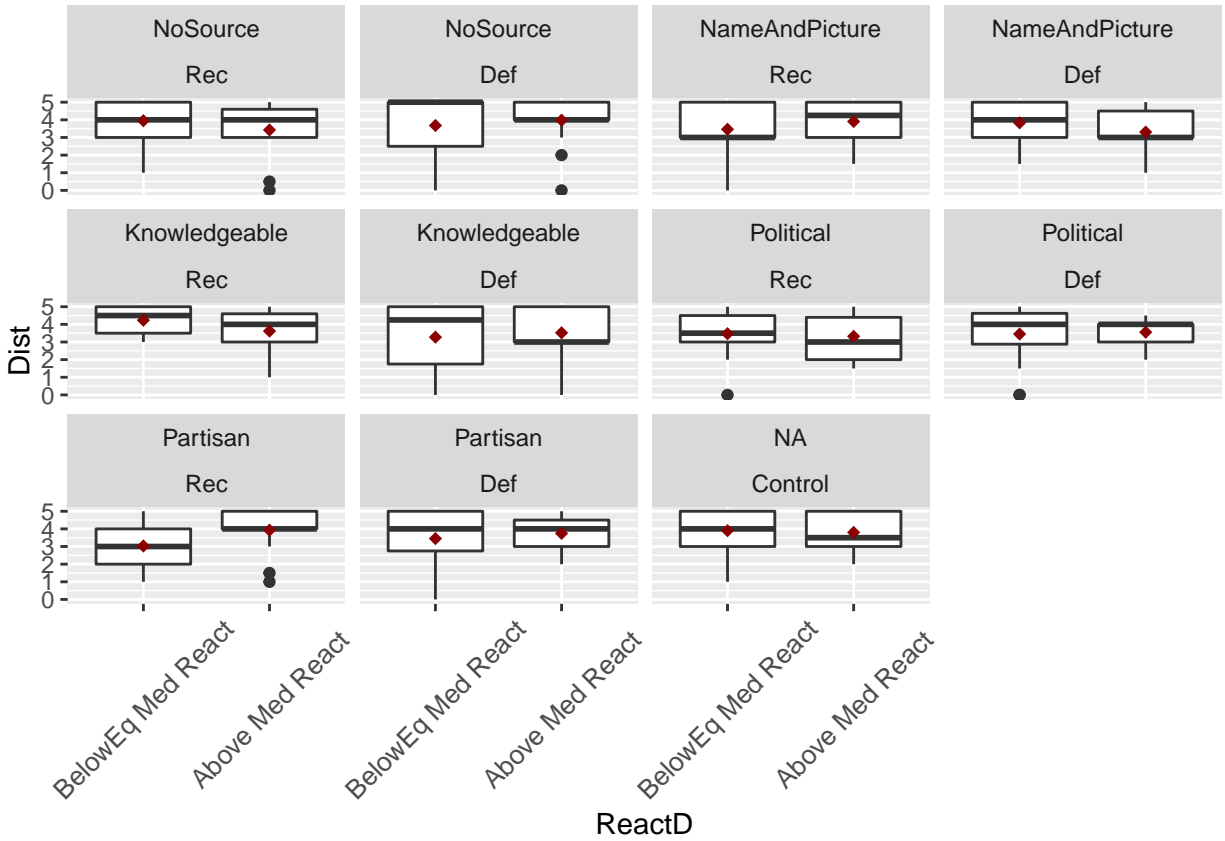 NoSource NoSource NameAndPicture NameAndPicture
Rec Def Rec Def
5
4
3
2
1
0
Knowledgeable Knowledgeable Political Political
Rec Def Rec Def
5
4
3
2
1
0
Dist
Partisan Partisan NA
Rec Def Control
5
4
3
2
1
0
BelowEq Med React
Above Med React
BelowEq Med React
Above Med React
BelowEq Med React
Above Med React
ReactD